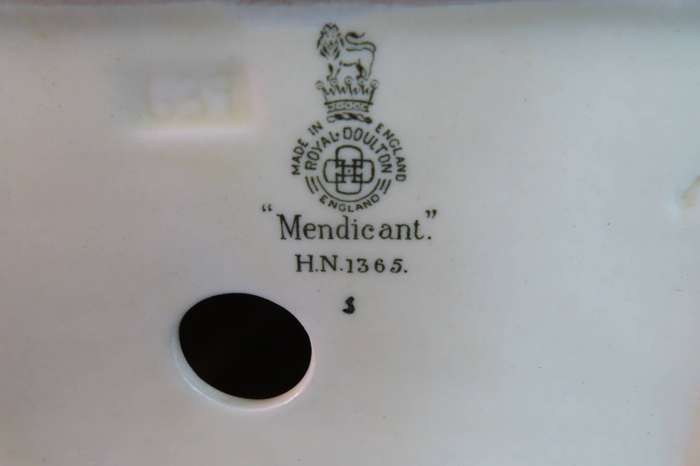 MADE IN ENGLAND
ROYAL·DOULTON
ENGLAND
"Mendicant."
H.N.1365.
S